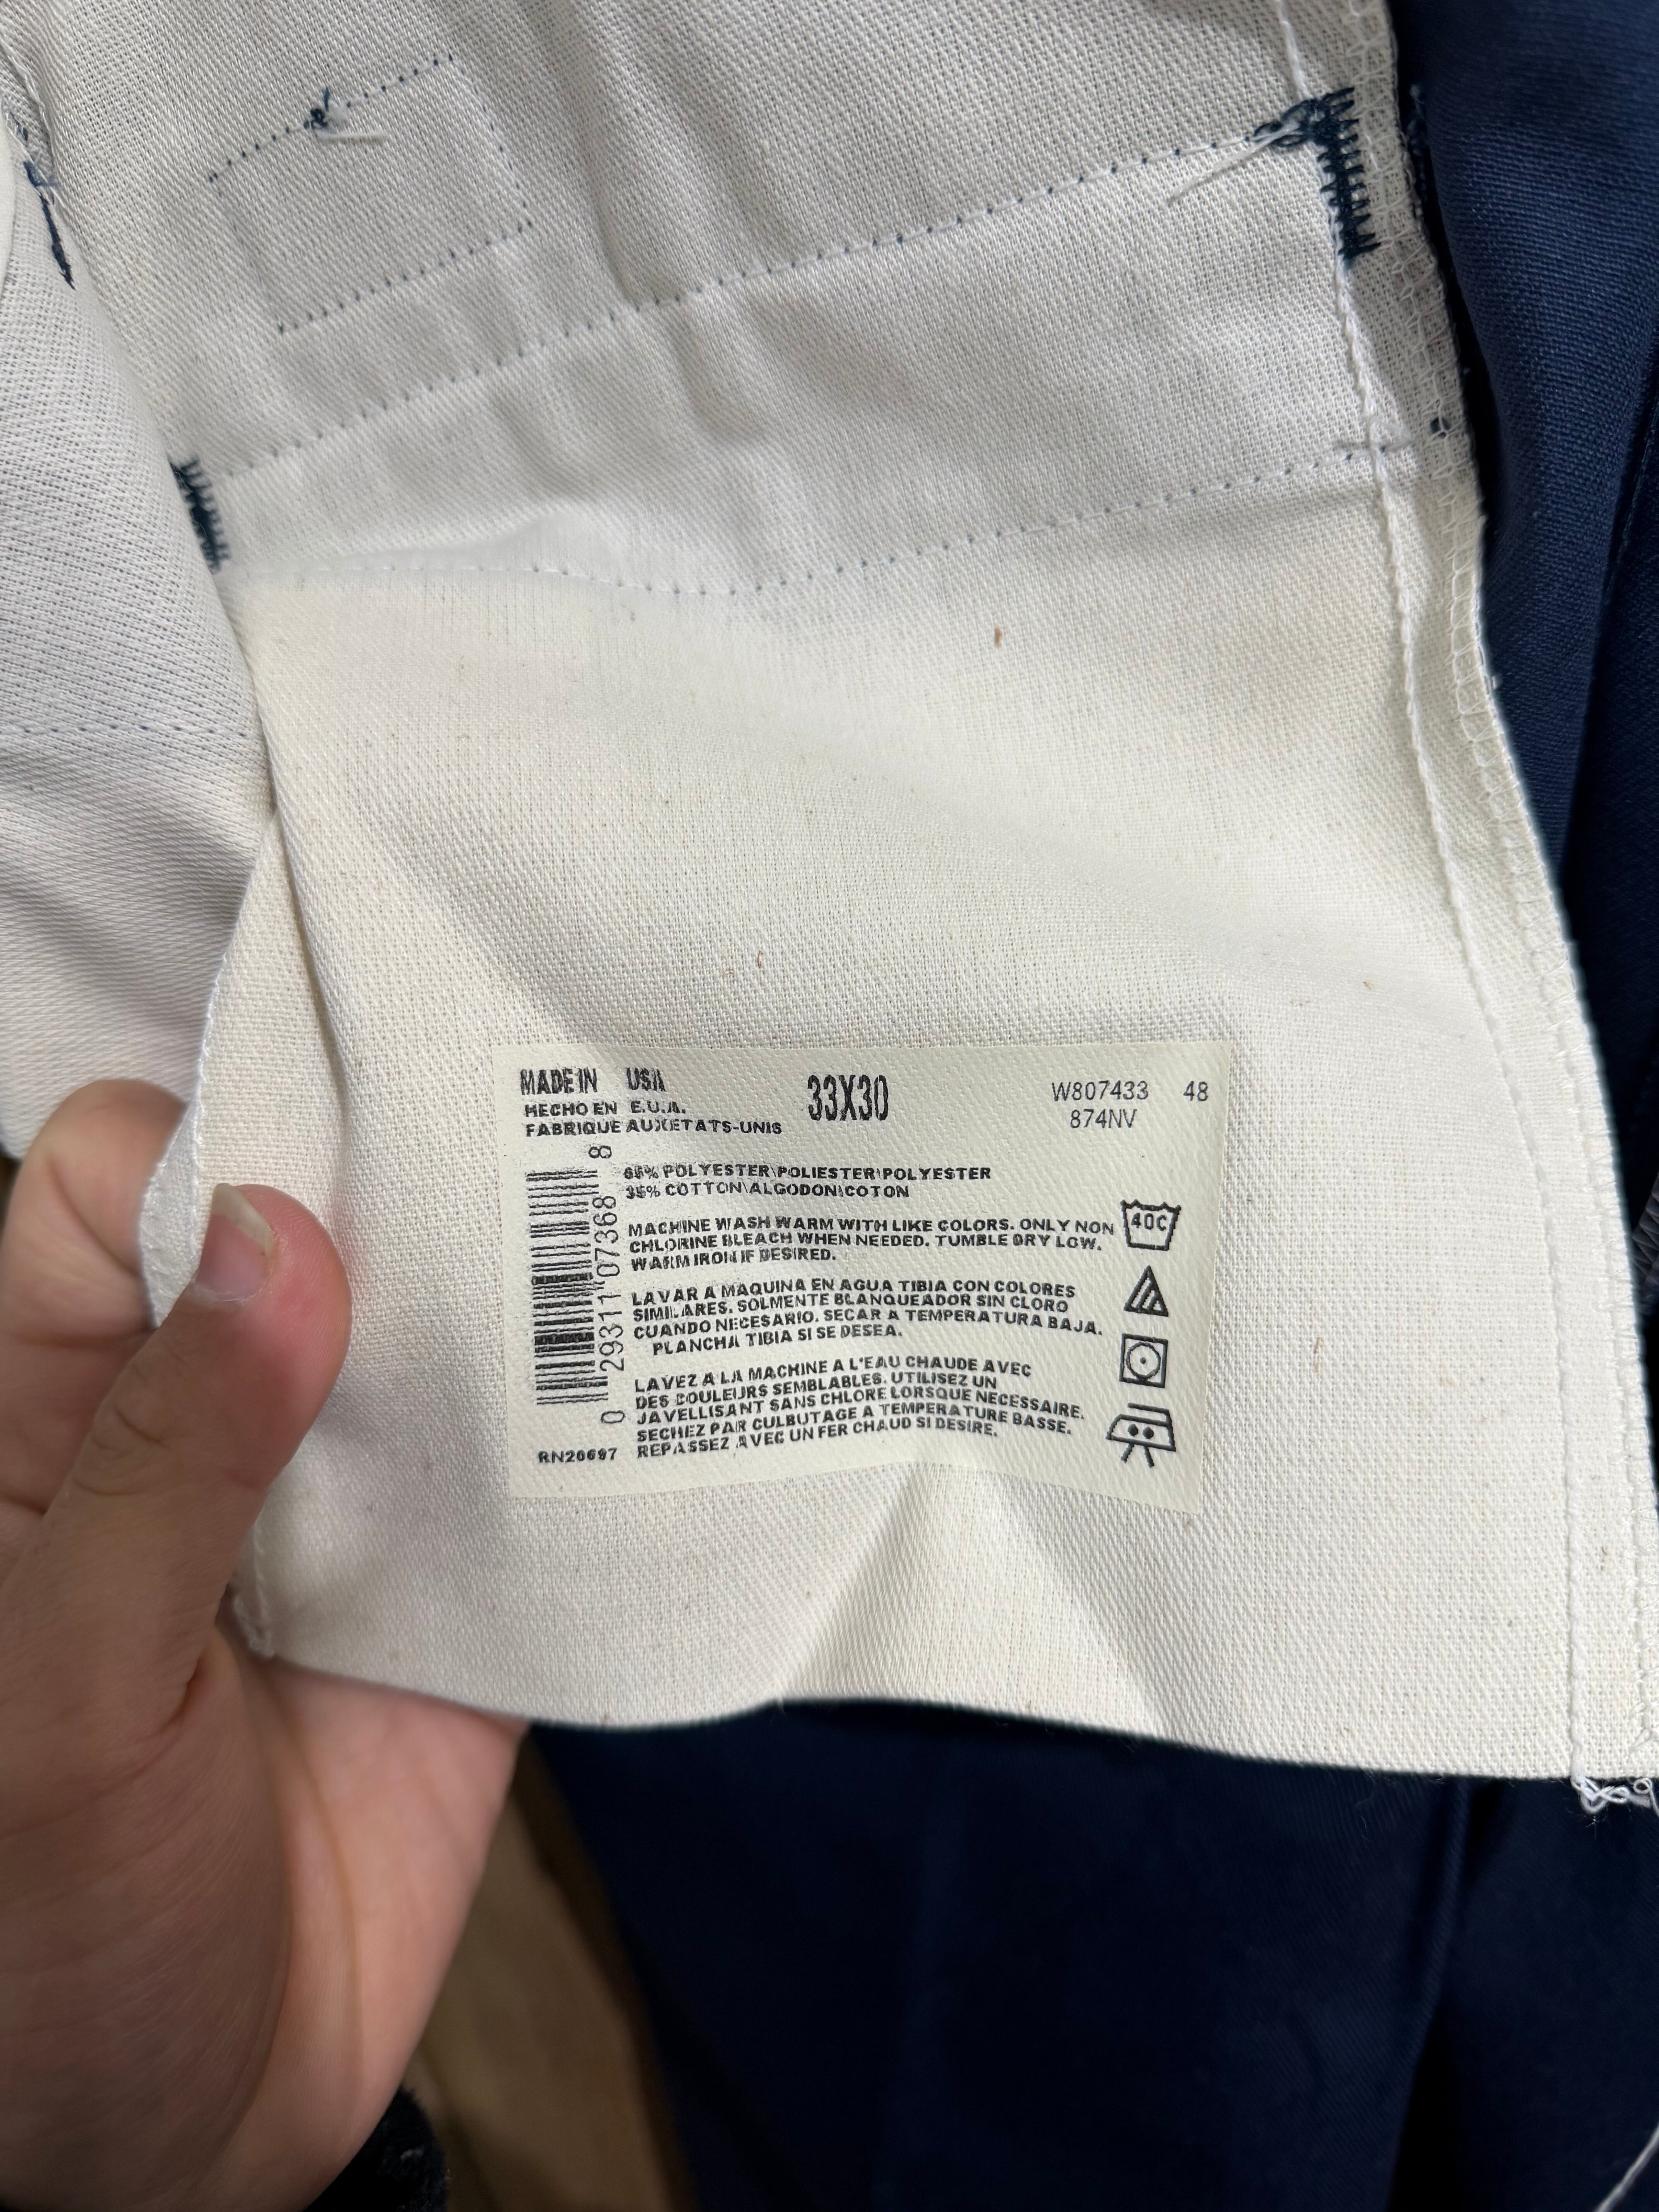 MADE IN USA
HECHO EN E.U.A.
FABRIQUE AUX ETATS-UNIS
33X30
W807433 48
874NV
65% POLYESTER\POLIESTER\POLYESTER
35% COTTON\ALGODON\COTON
MACHINE WASH WARM WITH LIKE COLORS. ONLY NON
CHLORINE BLEACH WHEN NEEDED. TUMBLE DRY LOW.
WARM IRON IF DESIRED.
40C
LAVAR A MAQUINA EN AGUA TIBIA CON COLORES
SIMILARES. SOLMENTE BLANQUEADOR SIN CLORO
CUANDO NECESARIO. SECAR A TEMPERATURA BAJA.
PLANCHA TIBIA SI SE DESEA.
LAVEZ A LA MACHINE A L'EAU CHAUDE AVEC
DES COULEURS SEMBLABLES. UTILISEZ UN
JAVELLISANT SANS CHLORE LORSQUE NECESSAIRE.
SECHEZ PAR CULBUTAGE A TEMPERATURE BASSE.
REPASSEZ AVEC UN FER CHAUD SI DESIRE.
0 29311 07368 8
RN20697